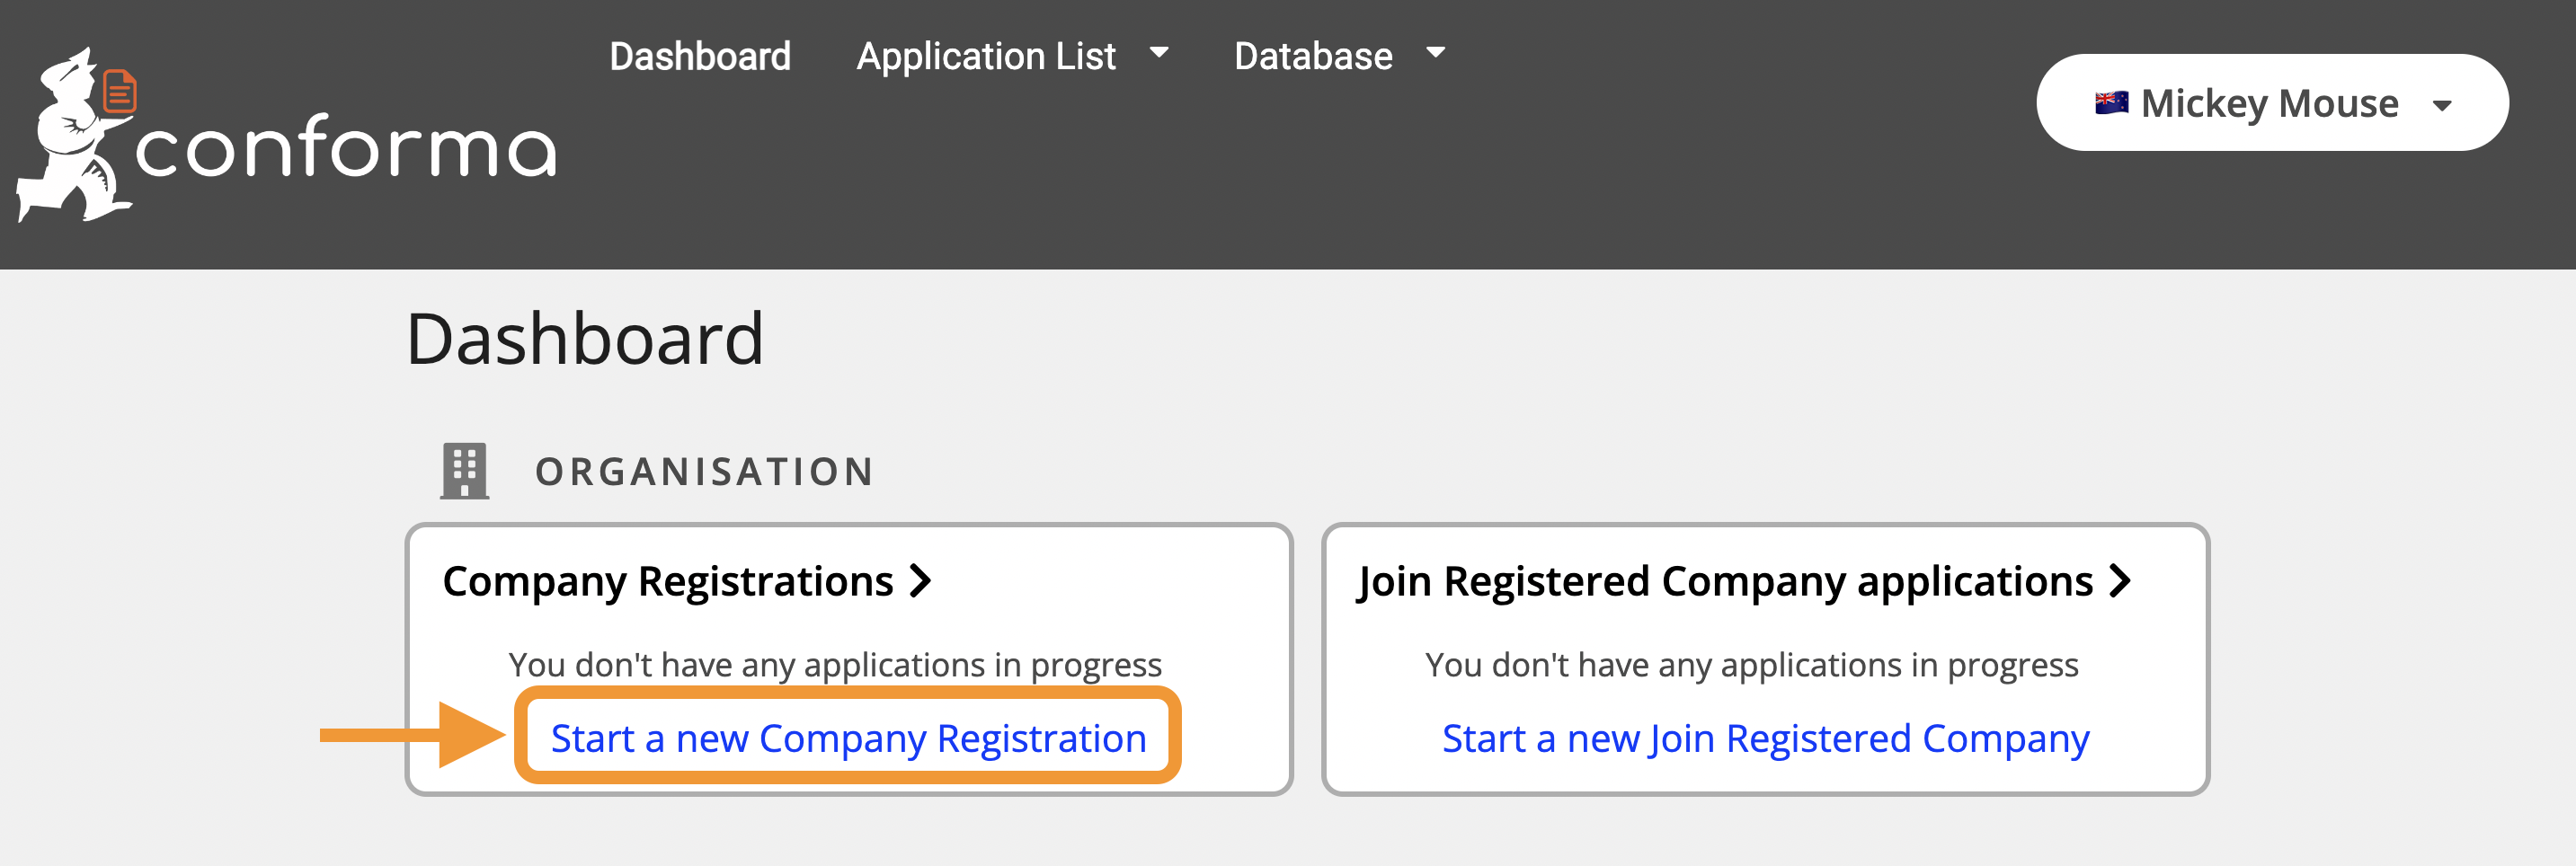 conforma
Dashboard Application List Database
Mickey Mouse
Dashboard
ORGANISATION
Company Registrations
You don't have any applications in progress
Start a new Company Registration
Join Registered Company applications
You don't have any applications in progress
Start a new Join Registered Company